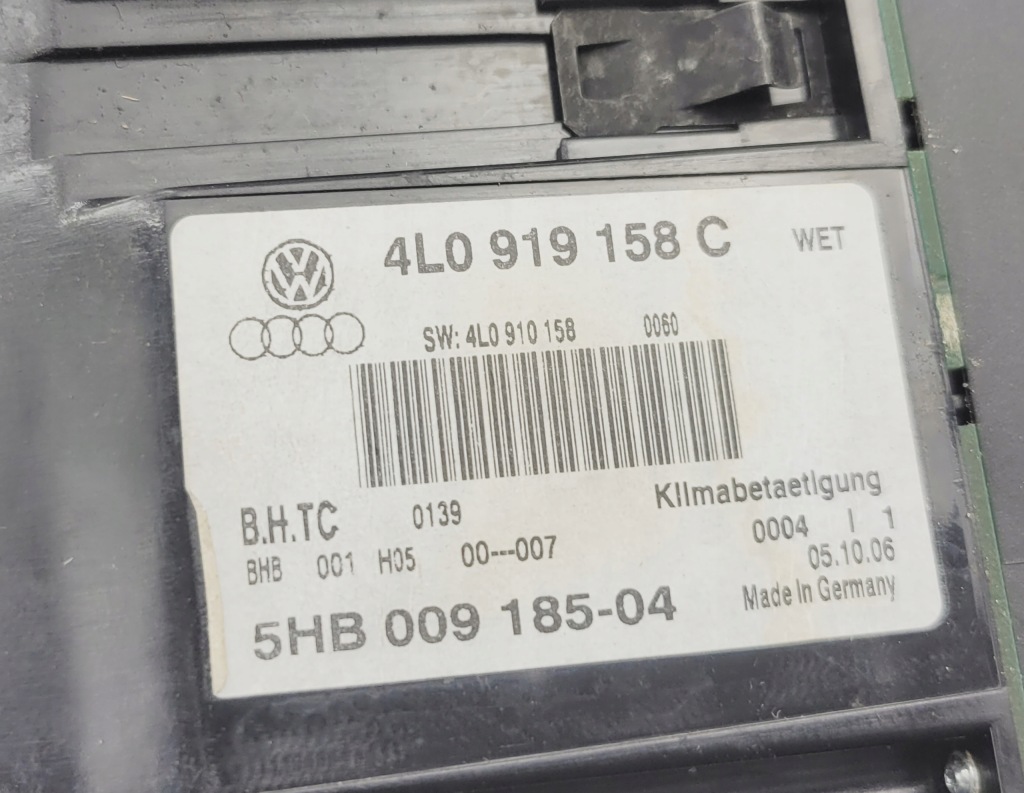 4L0 919 158 C WET
SW: 4L0 910 158 0060
B.H.TC 0139 Klimabetaetigung
BHB 001 H05 00---007 0004 I 1
05.10.06
5HB 009 185-04 Made in Germany